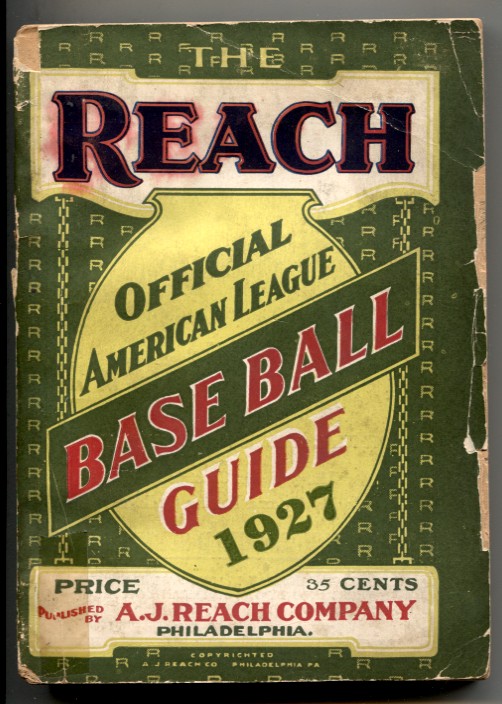 THE
REACH
OFFICIAL
AMERICAN LEAGUE
BASE BALL
GUIDE
1927
PRICE 35 CENTS
PUBLISHED
BY A.J. REACH COMPANY
PHILADELPHIA.
COPYRIGHTED
A J REACH CO PHILADELPHIA PA